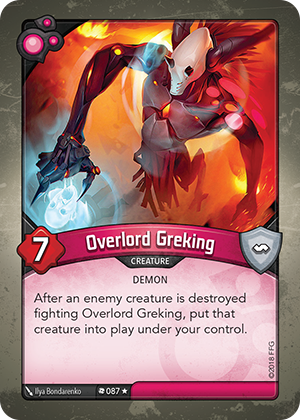 Overlord Greking
7
CREATURE
DEMON
After an enemy creature is destroyed
fighting Overlord Greking, put that
creature into play under your control.
Ilya Bondarenko
087 ★
©2018 FFG